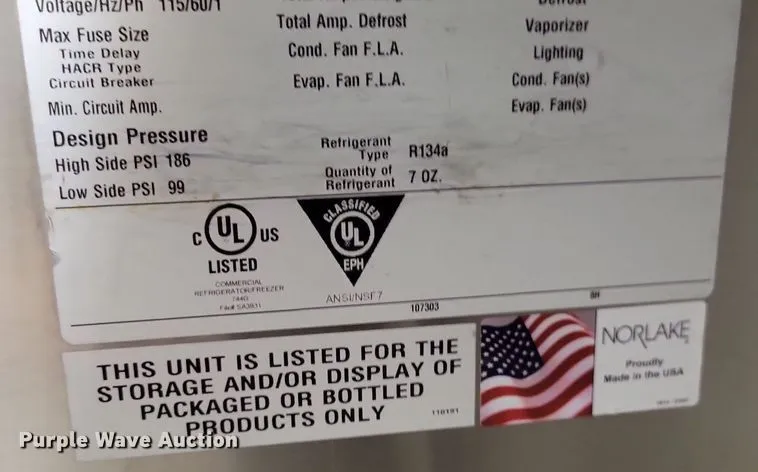 Voltage/Hz/Ph 115/60/1
Max Fuse Size
Time Delay
HACR Type
Circuit Breaker
Min. Circuit Amp.
Total Amp. Defrost
Cond. Fan F.L.A.
Evap. Fan F.L.A.
Defrost
Vaporizer
Lighting
Cond. Fan(s)
Evap. Fan(s)
Design Pressure
High Side PSI 186
Low Side PSI 99
Refrigerant
Type R134a
Quantity of
Refrigerant 7 OZ.
C UL US
LISTED
COMMERCIAL
REFRIGERATOR/FREEZER
CLASSIFIED
UL
EPH
ANSI/NSF7
107303
THIS UNIT IS LISTED FOR THE
STORAGE AND/OR DISPLAY OF
PACKAGED OR BOTTLED
PRODUCTS ONLY
110191
NORLAKE
Proudly
Made in the USA
Purple Wave Auction